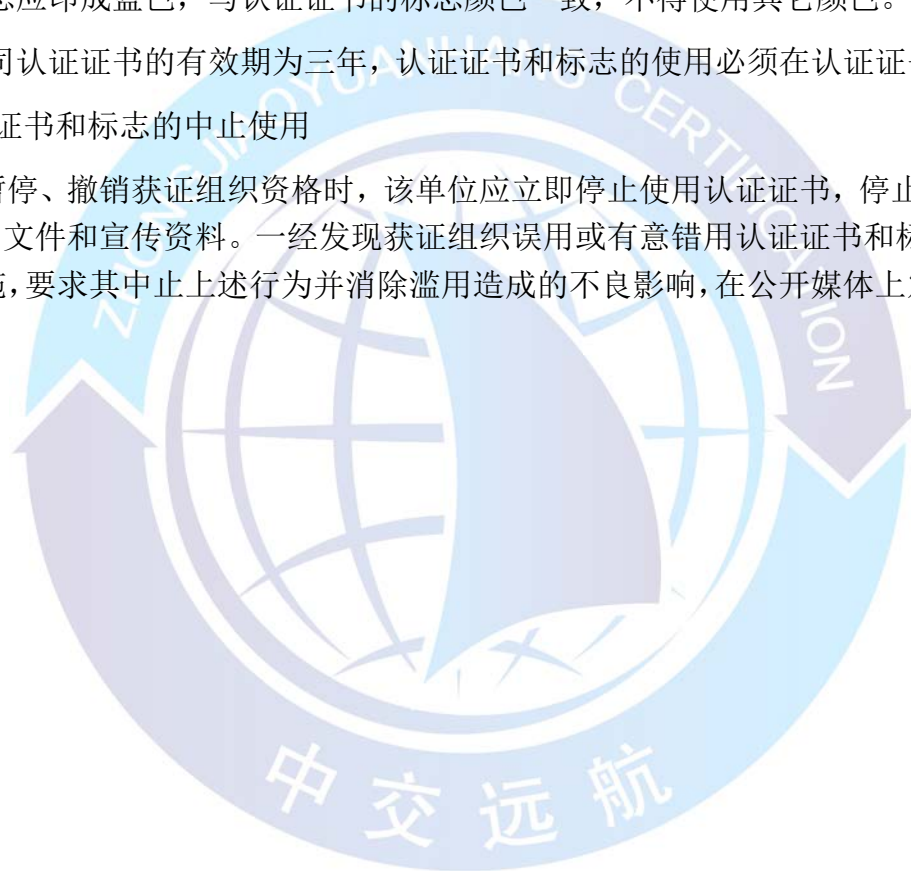 志应印成蓝色，与认证证书的标志颜色一致，不得使用其它颜色。
司认证证书的有效期为三年，认证证书和标志的使用必须在认证证
证书和标志的中止使用
暂停、撤销获证组织资格时，该单位应立即停止使用认证证书，停止
文件和宣传资料。一经发现获证组织误用或有意错用认证证书和标
施，要求其中止上述行为并消除滥用造成的不良影响，在公开媒体上
ZHONGJIAOYUANHANG CERTIFICATION
中交远航